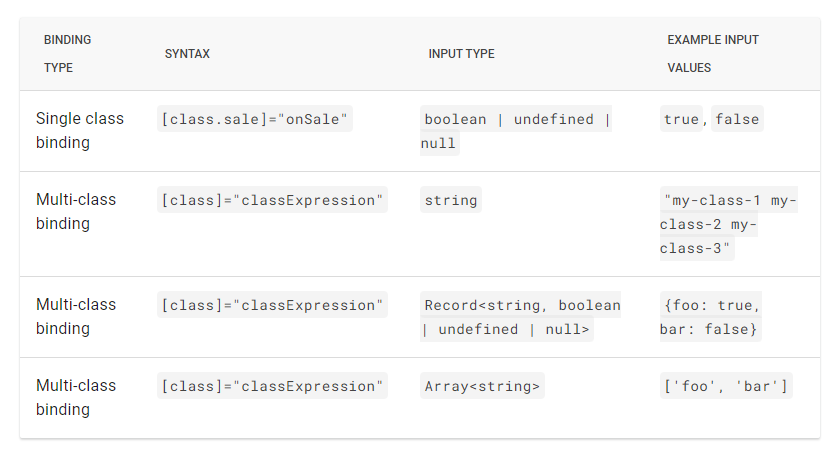 BINDING TYPE
SYNTAX
INPUT TYPE
EXAMPLE INPUT VALUES
Single class binding
[class.sale]="onSale"
boolean | undefined |
null
true, false
Multi-class binding
[class]="classExpression"
string
"my-class-1 my-
class-2 my-
class-3"
Multi-class binding
[class]="classExpression"
Record<string, boolean
| undefined | null>
{foo: true,
bar: false}
Multi-class binding
[class]="classExpression"
Array<string>
['foo', 'bar']